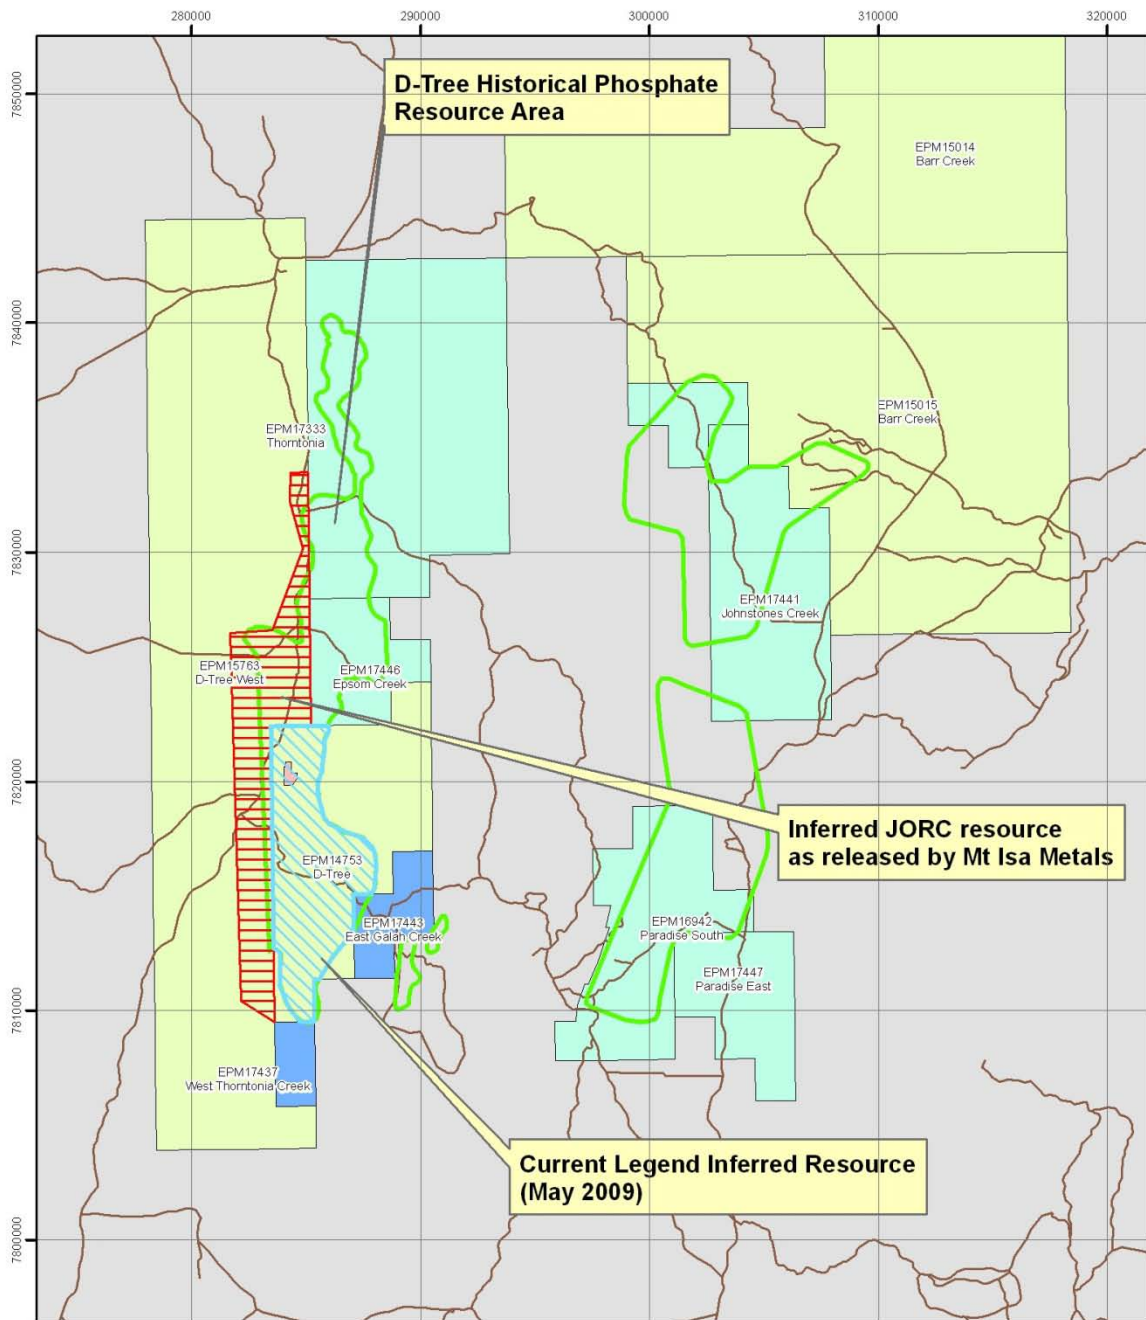 280000
290000
300000
310000
320000
7850000
7840000
7830000
7820000
7810000
7800000
D-Tree Historical Phosphate
Resource Area
EPM15014
Barr Creek
EPM15015
Barr Creek
EPM17333
Thorntonia
EPM17441
Johnstones Creek
EPM15763
D-Tree West
EPM17446
Epsom Creek
Inferred JORC resource
as released by Mt Isa Metals
EPM14753
D-Tree
EPM17443
East Galah Creek
EPM16942
Paradise South
EPM17447
Paradise East
EPM17437
West Thorntonia Creek
Current Legend Inferred Resource
(May 2009)